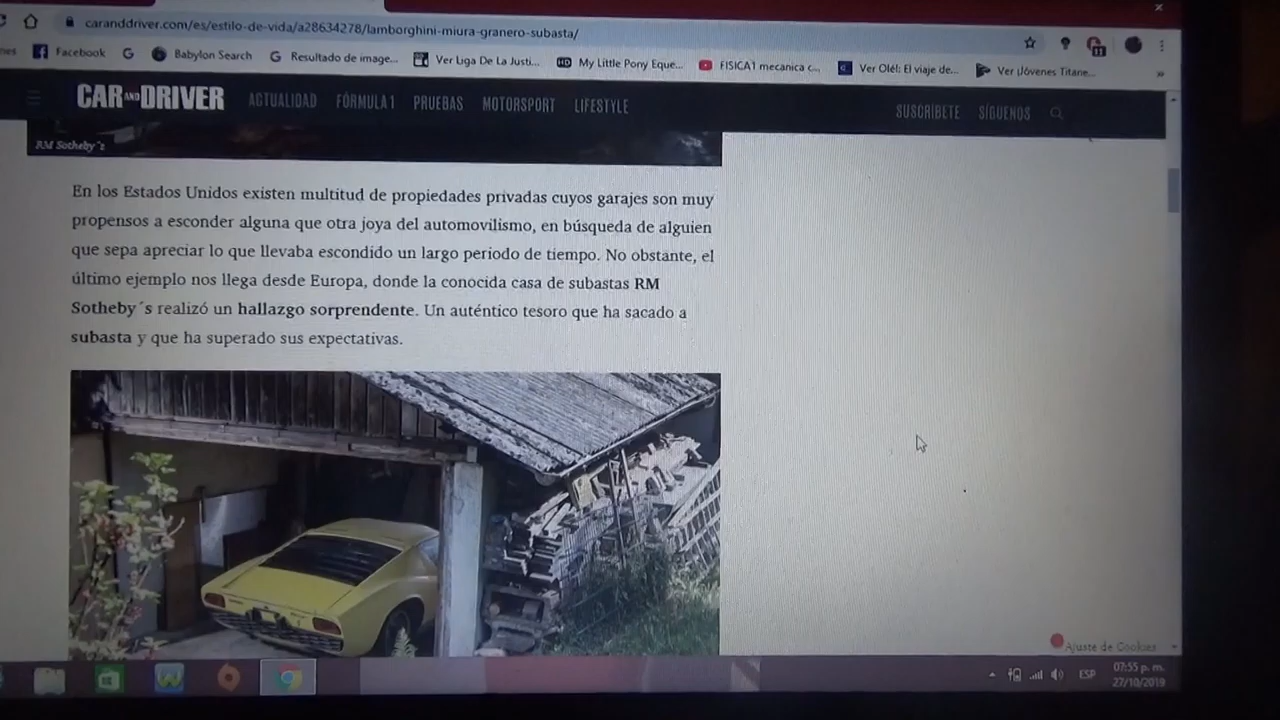 caranddriver.com/es/estilo-de-vida/a28634278/lamborghini-miura-granero-subasta/
11
nes Facebook Babylon Search Resultado de image... Ver Liga De La Justi... HD My Little Pony Eque... FISICA1 mecanica c... Ver Olé!: El viaje de... Ver ¡Jóvenes Titane... »
CAR AND DRIVER ACTUALIDAD FÓRMULA 1 PRUEBAS MOTORSPORT LIFESTYLE SUSCRÍBETE SÍGUENOS
RM Sotheby´s
En los Estados Unidos existen multitud de propiedades privadas cuyos garajes son muy
propensos a esconder alguna que otra joya del automovilismo, en búsqueda de alguien
que sepa apreciar lo que llevaba escondido un largo periodo de tiempo. No obstante, el
último ejemplo nos llega desde Europa, donde la conocida casa de subastas RM
Sotheby´s realizó un hallazgo sorprendente. Un auténtico tesoro que ha sacado a
subasta y que ha superado sus expectativas.
Ajuste de Cookies
ESP 07:55 p. m.
27/10/2019